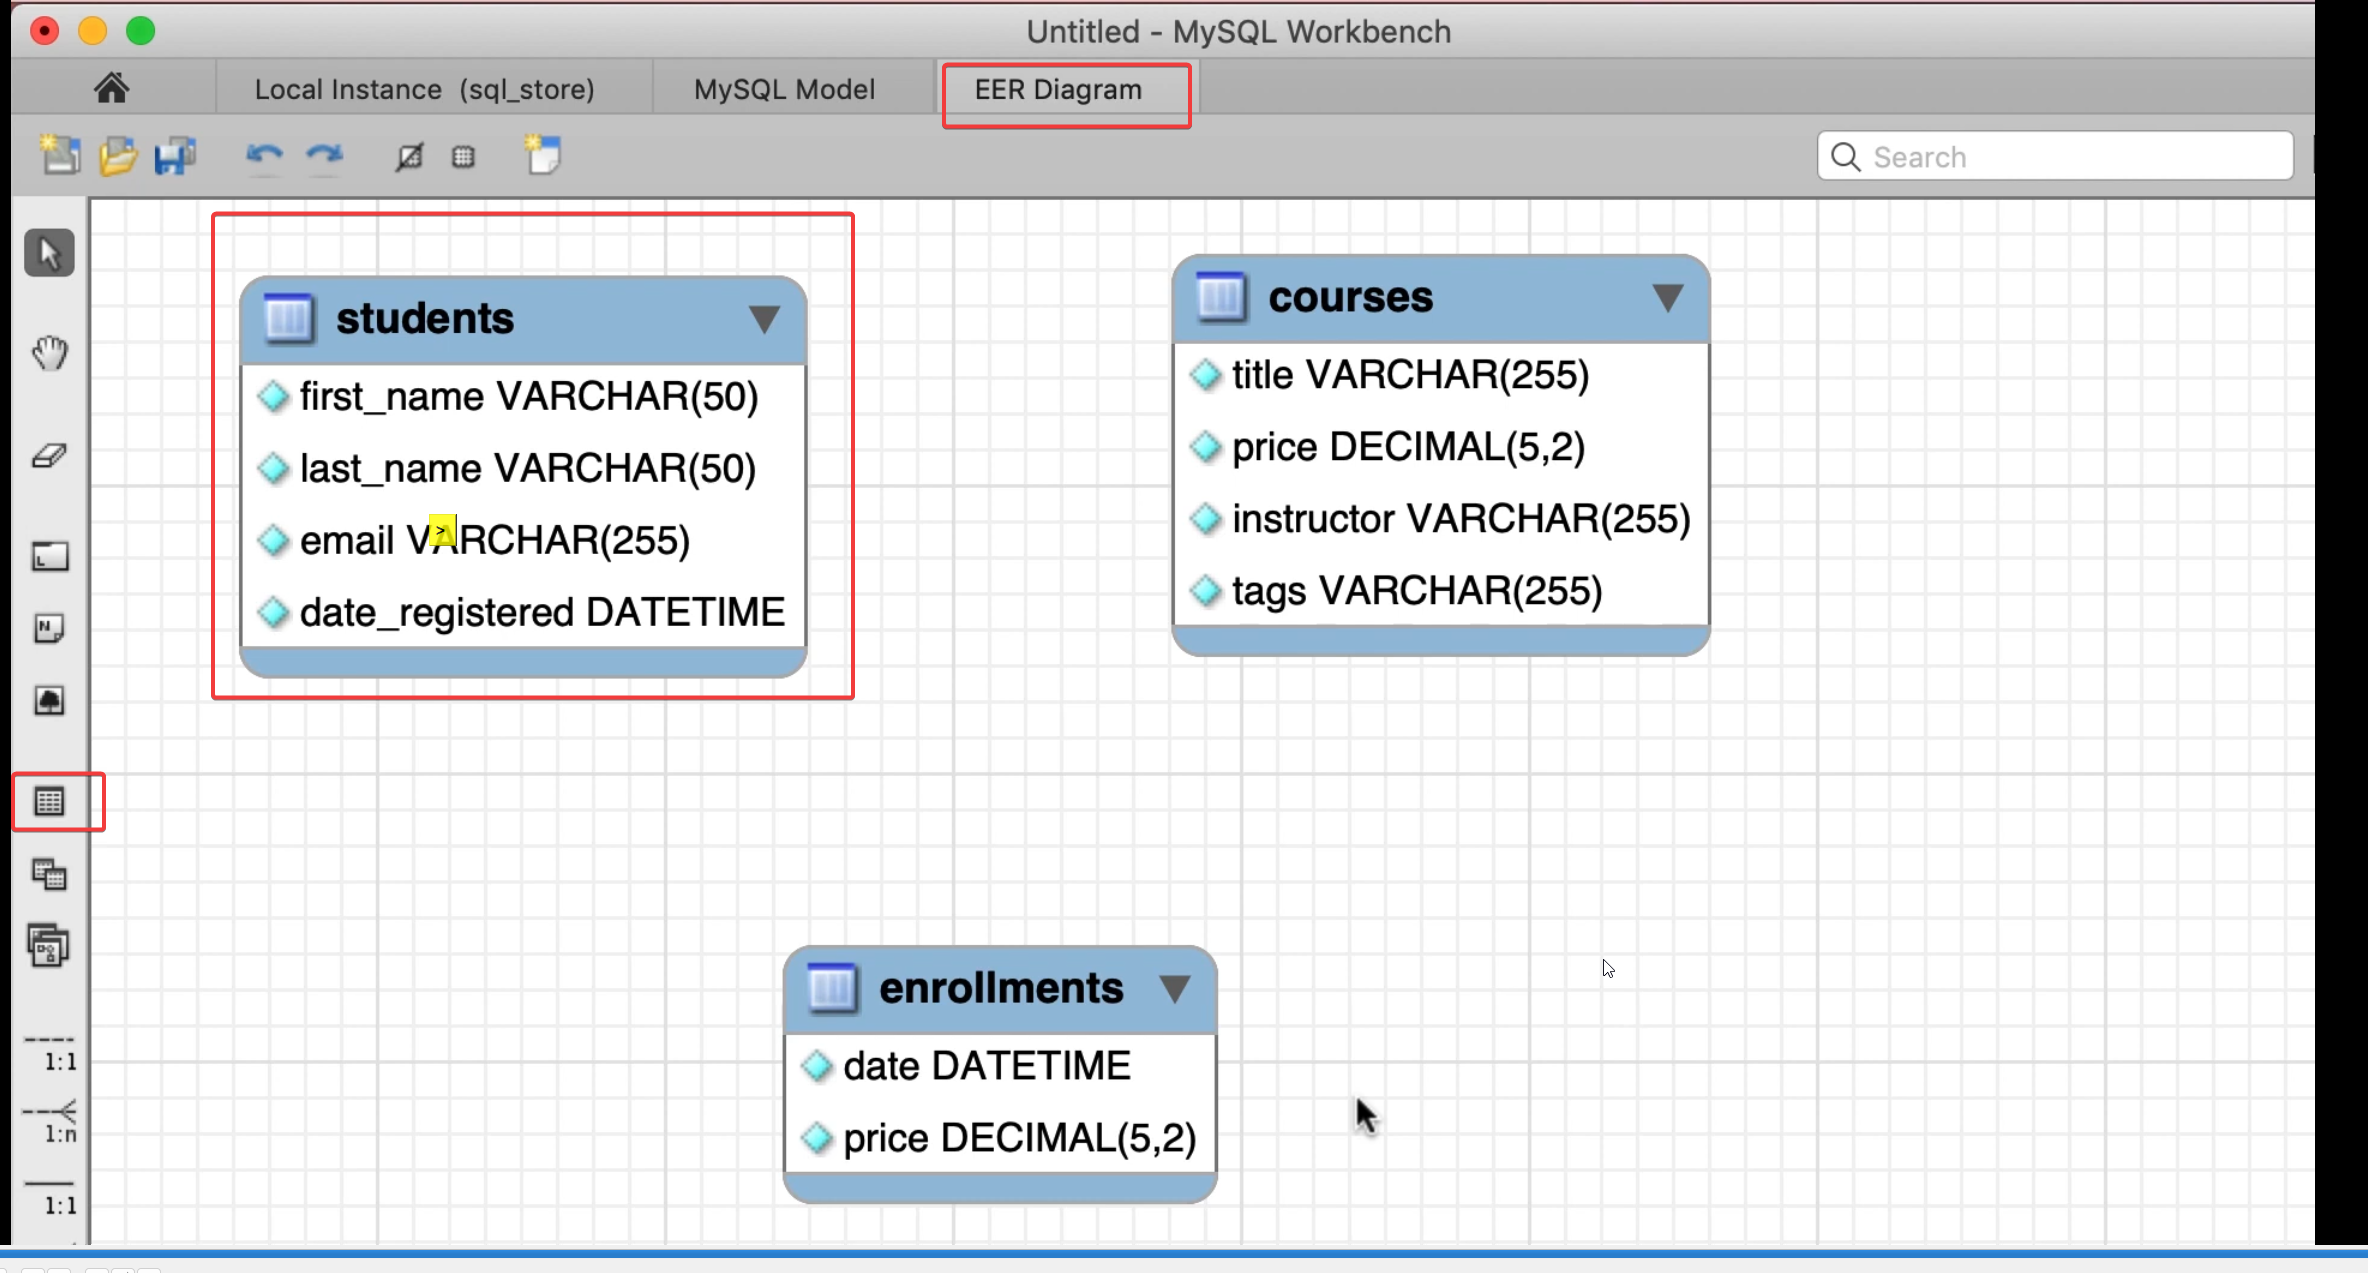 Untitled - MySQL Workbench
Local Instance (sql_store)
MySQL Model
EER Diagram
Search
students
first_name VARCHAR(50)
last_name VARCHAR(50)
email VARCHAR(255)
>
date_registered DATETIME
courses
title VARCHAR(255)
price DECIMAL(5,2)
instructor VARCHAR(255)
tags VARCHAR(255)
enrollments
date DATETIME
price DECIMAL(5,2)
L
N
1:1
1:n
1:1